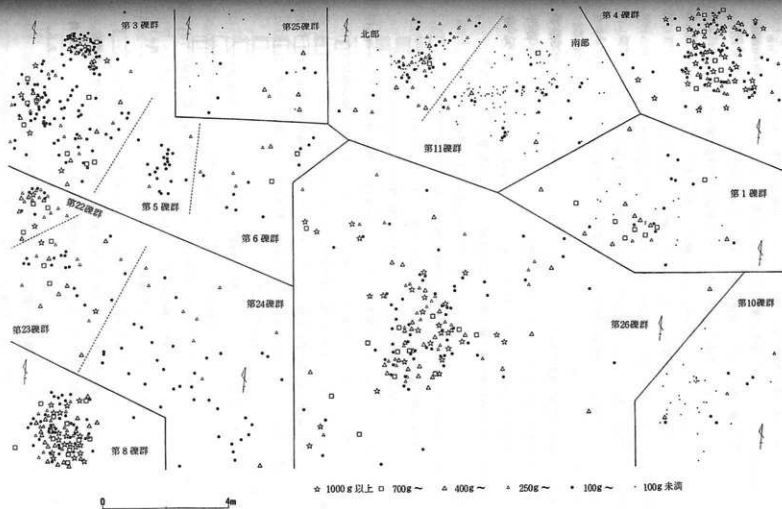 第3礫群
第25礫群
北部
南部
第4礫群
第11礫群
第1礫群
第22礫群
第5礫群
第6礫群
第23礫群
第24礫群
第26礫群
第10礫群
第8礫群
☆ 1000g以上 □ 700g～ △ 400g～ △ 250g～ • 100g～ · 100g未満
0 4m